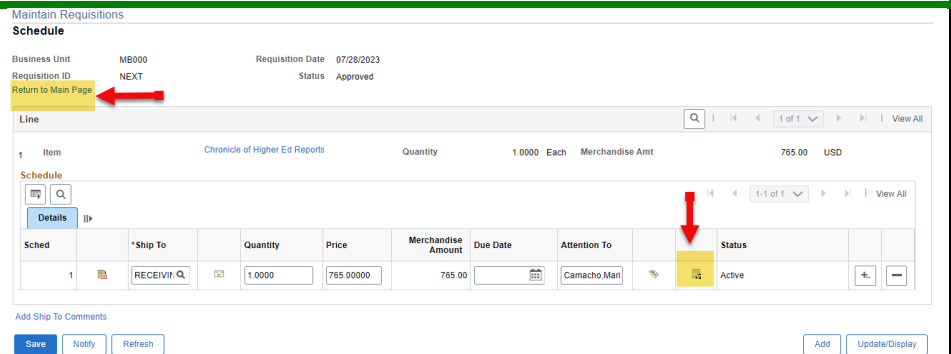 Maintain Requisitions
Schedule
Business Unit MB000 Requisition Date 07/28/2023
Requisition ID NEXT Status Approved
Return to Main Page
Line 1 of 1 View All
1 Item Chronicle of Higher Ed Reports Quantity 1.0000 Each Merchandise Amt 765.00 USD
Schedule
1-1 of 1 View All
Details
Sched *Ship To Quantity Price Merchandise Amount Due Date Attention To Status
1 RECEIVIN 1.0000 765.00000 765.00 Camacho,Mari Active
Add Ship To Comments
Save Notify Refresh Add Update/Display